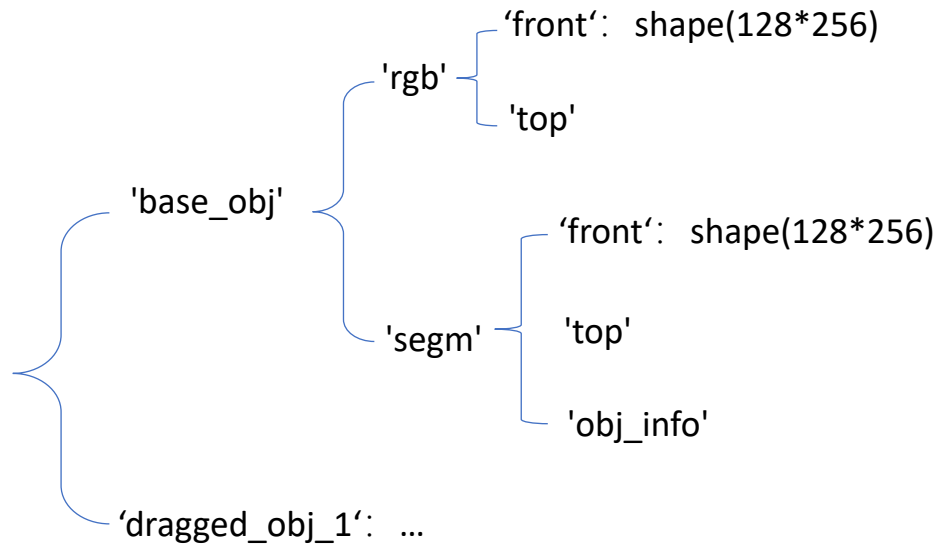 ‘front‘： shape(128*256)
'rgb'
'top'
'base_obj'
‘front‘： shape(128*256)
'segm'
'top'
'obj_info'
‘dragged_obj_1‘： ...